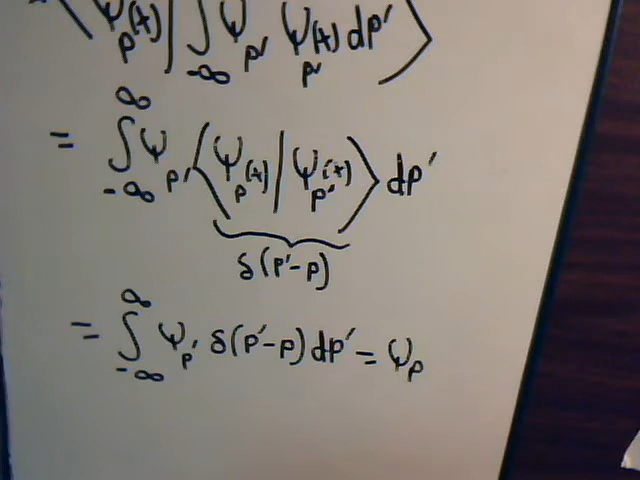 ⟨ψ_p(x) | ∫_{-∞} ψ_{p'} ψ_{p'}(x) dp' ⟩
= ∫_{-∞}^{∞} ψ_{p'} ⟨ψ_p(x) | ψ_{p'}(x)⟩ dp'
δ(p'-p)
= ∫_{-∞}^{∞} ψ_{p'} δ(p'-p) dp' = ψ_p